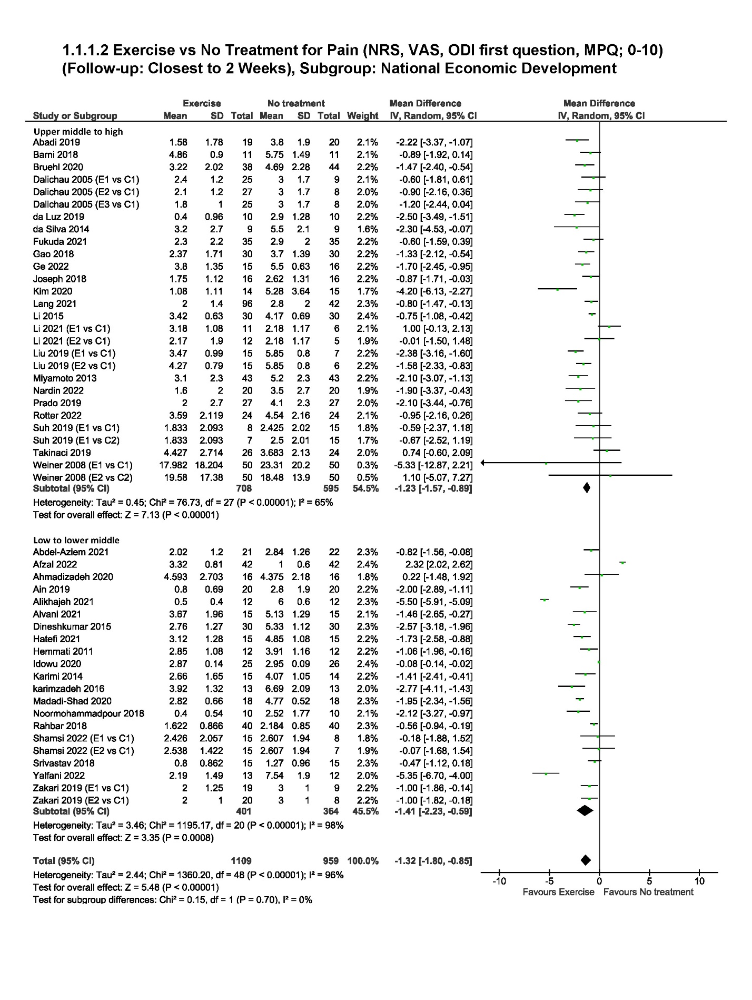 1.1.1.2 Exercise vs No Treatment for Pain (NRS, VAS, ODI first question, MPQ; 0-10)
(Follow-up: Closest to 2 Weeks), Subgroup: National Economic Development
Exercise No treatment Mean Difference Mean Difference
Study or Subgroup Mean SD Total Mean SD Total Weight IV, Random, 95% CI IV, Random, 95% CI
Upper middle to high
Abadi 2019 1.58 1.78 19 3.8 1.9 20 2.1% -2.22 [-3.37, -1.07]
Barni 2018 4.86 0.9 11 5.75 1.49 11 2.1% -0.89 [-1.92, 0.14]
Bruehl 2020 3.22 2.02 38 4.69 2.28 44 2.2% -1.47 [-2.40, -0.54]
Dalichau 2005 (E1 vs C1) 2.4 1.2 25 3 1.7 9 2.1% -0.60 [-1.81, 0.61]
Dalichau 2005 (E2 vs C1) 2.1 1.2 27 3 1.7 8 2.0% -0.90 [-2.16, 0.36]
Dalichau 2005 (E3 vs C1) 1.8 1 25 3 1.7 8 2.0% -1.20 [-2.44, 0.04]
da Luz 2019 0.4 0.96 10 2.9 1.28 10 2.2% -2.50 [-3.49, -1.51]
da Silva 2014 3.2 2.7 9 5.5 2.1 9 1.6% -2.30 [-4.53, -0.07]
Fukuda 2021 2.3 2.2 35 2.9 2 35 2.2% -0.60 [-1.59, 0.39]
Gao 2018 2.37 1.71 30 3.7 1.39 30 2.2% -1.33 [-2.12, -0.54]
Ge 2022 3.8 1.35 15 5.5 0.63 16 2.2% -1.70 [-2.45, -0.95]
Joseph 2018 1.75 1.12 16 2.62 1.31 16 2.2% -0.87 [-1.71, -0.03]
Kim 2020 1.08 1.11 14 5.28 3.64 15 1.7% -4.20 [-6.13, -2.27]
Lang 2021 2 1.4 96 2.8 2 42 2.3% -0.80 [-1.47, -0.13]
Li 2015 3.42 0.63 30 4.17 0.69 30 2.4% -0.75 [-1.08, -0.42]
Li 2021 (E1 vs C1) 3.18 1.08 11 2.18 1.17 6 2.1% 1.00 [-0.13, 2.13]
Li 2021 (E2 vs C1) 2.17 1.9 12 2.18 1.17 5 1.9% -0.01 [-1.50, 1.48]
Liu 2019 (E1 vs C1) 3.47 0.99 15 5.85 0.8 7 2.2% -2.38 [-3.16, -1.60]
Liu 2019 (E2 vs C1) 4.27 0.79 15 5.85 0.8 6 2.2% -1.58 [-2.33, -0.83]
Miyamoto 2013 3.1 2.3 43 5.2 2.3 43 2.2% -2.10 [-3.07, -1.13]
Nardin 2022 1.6 2 20 3.5 2.7 20 1.9% -1.90 [-3.37, -0.43]
Prado 2019 2 2.7 27 4.1 2.3 27 2.0% -2.10 [-3.44, -0.76]
Rotter 2022 3.59 2.119 24 4.54 2.16 24 2.1% -0.95 [-2.16, 0.26]
Suh 2019 (E1 vs C1) 1.833 2.093 8 2.425 2.02 15 1.8% -0.59 [-2.37, 1.18]
Suh 2019 (E1 vs C2) 1.833 2.093 7 2.5 2.01 15 1.7% -0.67 [-2.52, 1.19]
Takinaci 2019 4.427 2.714 26 3.683 2.13 24 2.0% 0.74 [-0.60, 2.09]
Weiner 2008 (E1 vs C1) 17.982 18.204 50 23.31 20.2 50 0.3% -5.33 [-12.87, 2.21]
Weiner 2008 (E2 vs C2) 19.58 17.38 50 18.48 13.9 50 0.5% 1.10 [-5.07, 7.27]
Subtotal (95% CI) 708 595 54.5% -1.23 [-1.57, -0.89]
Heterogeneity: Tau² = 0.45; Chi² = 76.73, df = 27 (P < 0.00001); I² = 65%
Test for overall effect: Z = 7.13 (P < 0.00001)
Low to lower middle
Abdel-Aziem 2021 2.02 1.2 21 2.84 1.26 22 2.3% -0.82 [-1.56, -0.08]
Afzal 2022 3.32 0.81 42 1 0.6 42 2.4% 2.32 [2.02, 2.62]
Ahmadizadeh 2020 4.593 2.703 16 4.375 2.18 16 1.8% 0.22 [-1.48, 1.92]
Ain 2019 0.8 0.69 20 2.8 1.9 20 2.2% -2.00 [-2.89, -1.11]
Alikhajeh 2021 0.5 0.4 12 6 0.6 12 2.3% -5.50 [-5.91, -5.09]
Alvani 2021 3.67 1.96 15 5.13 1.29 15 2.1% -1.46 [-2.65, -0.27]
Dineshkumar 2015 2.76 1.27 30 5.33 1.12 30 2.3% -2.57 [-3.18, -1.96]
Hatefi 2021 3.12 1.28 15 4.85 1.08 15 2.2% -1.73 [-2.58, -0.88]
Hemmati 2011 2.85 1.08 12 3.91 1.16 12 2.2% -1.06 [-1.96, -0.16]
Idowu 2020 2.87 0.14 25 2.95 0.09 26 2.4% -0.08 [-0.14, -0.02]
Karimi 2014 2.66 1.65 15 4.07 1.05 14 2.2% -1.41 [-2.41, -0.41]
karimzadeh 2016 3.92 1.32 13 6.69 2.09 13 2.0% -2.77 [-4.11, -1.43]
Madadi-Shad 2020 2.82 0.66 18 4.77 0.52 18 2.3% -1.95 [-2.34, -1.56]
Noormohammadpour 2018 0.4 0.54 10 2.52 1.77 10 2.1% -2.12 [-3.27, -0.97]
Rahbar 2018 1.622 0.866 40 2.184 0.85 40 2.3% -0.56 [-0.94, -0.19]
Shamsi 2022 (E1 vs C1) 2.426 2.057 15 2.607 1.94 8 1.8% -0.18 [-1.88, 1.52]
Shamsi 2022 (E2 vs C1) 2.538 1.422 15 2.607 1.94 7 1.9% -0.07 [-1.68, 1.54]
Srivastav 2018 0.8 0.862 15 1.27 0.96 15 2.3% -0.47 [-1.12, 0.18]
Yalfani 2022 2.19 1.49 13 7.54 1.9 12 2.0% -5.35 [-6.70, -4.00]
Zakari 2019 (E1 vs C1) 2 1.25 19 3 1 9 2.2% -1.00 [-1.86, -0.14]
Zakari 2019 (E2 vs C1) 2 1 20 3 1 8 2.2% -1.00 [-1.82, -0.18]
Subtotal (95% CI) 401 364 45.5% -1.41 [-2.23, -0.59]
Heterogeneity: Tau² = 3.46; Chi² = 1195.17, df = 20 (P < 0.00001); I² = 98%
Test for overall effect: Z = 3.35 (P = 0.0008)
Total (95% CI) 1109 959 100.0% -1.32 [-1.80, -0.85]
Heterogeneity: Tau² = 2.44; Chi² = 1360.20, df = 48 (P < 0.00001); I² = 96%
Test for overall effect: Z = 5.48 (P < 0.00001)
Test for subgroup differences: Chi² = 0.15, df = 1 (P = 0.70), I² = 0%
-10 -5 0 5 10
Favours Exercise Favours No treatment